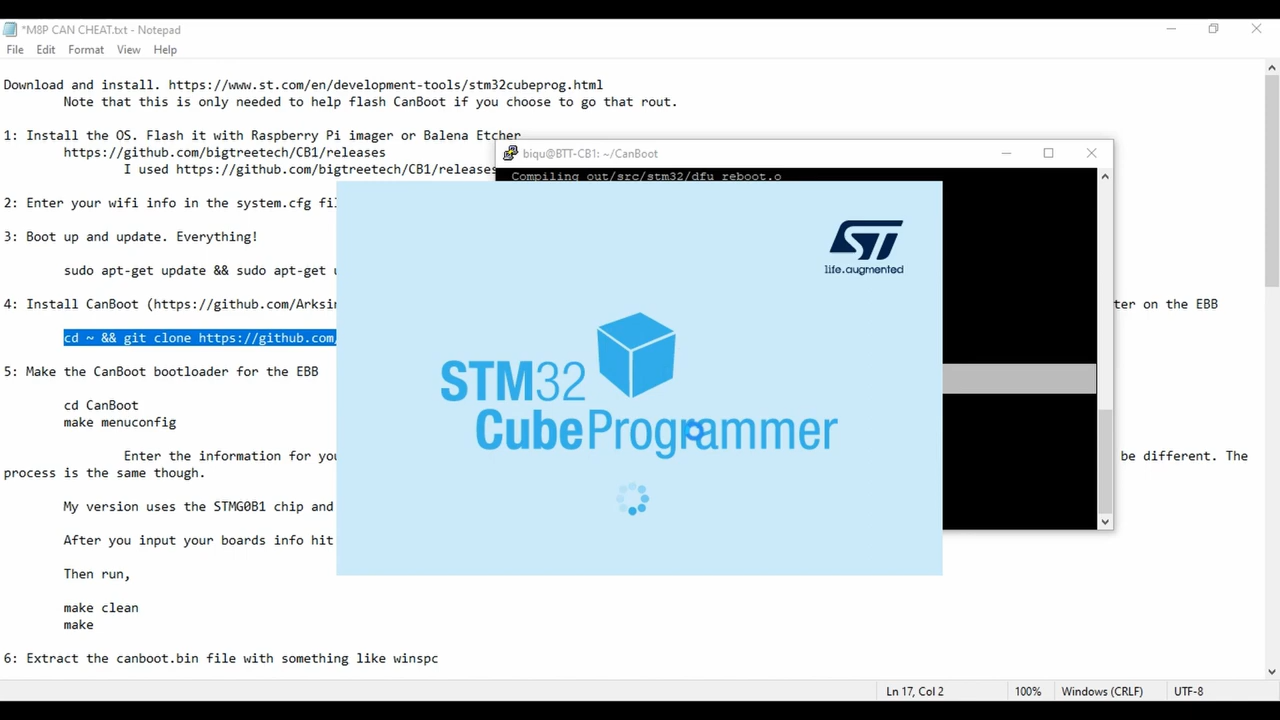 *M8P CAN CHEAT.txt - Notepad
File Edit Format View Help
Download and install. https://www.st.com/en/development-tools/stm32cubeprog.html
Note that this is only needed to help flash CanBoot if you choose to go that rout.
1: Install the OS. Flash it with Raspberry Pi imager or Balena Etcher
https://github.com/bigtreetech/CB1/releases
I used https://github.com/bigtreetech/CB1/releases
2: Enter your wifi info in the system.cfg fil
3: Boot up and update. Everything!
sudo apt-get update && sudo apt-get u
4: Install CanBoot (https://github.com/Arksin
ter on the EBB
cd ~ && git clone https://github.com/
5: Make the CanBoot bootloader for the EBB
cd CanBoot
make menuconfig
Enter the information for you
be different. The
process is the same though.
My version uses the STMG0B1 chip and
After you input your boards info hit
Then run,
make clean
make
6: Extract the canboot.bin file with something like winspc
Ln 17, Col 2
100%
Windows (CRLF)
UTF-8
biqu@BTT-CB1: ~/CanBoot
Compiling out/src/stm32/dfu_reboot.o
ST
life.augmented
STM32
CubeProgrammer